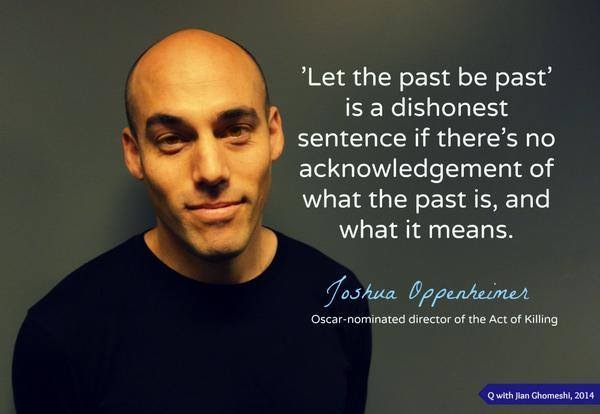 ’Let the past be past’
is a dishonest
sentence if there’s no
acknowledgement of
what the past is, and
what it means.
Joshua Oppenheimer
Oscar-nominated director of the Act of Killing
Q with Jian Ghomeshi, 2014